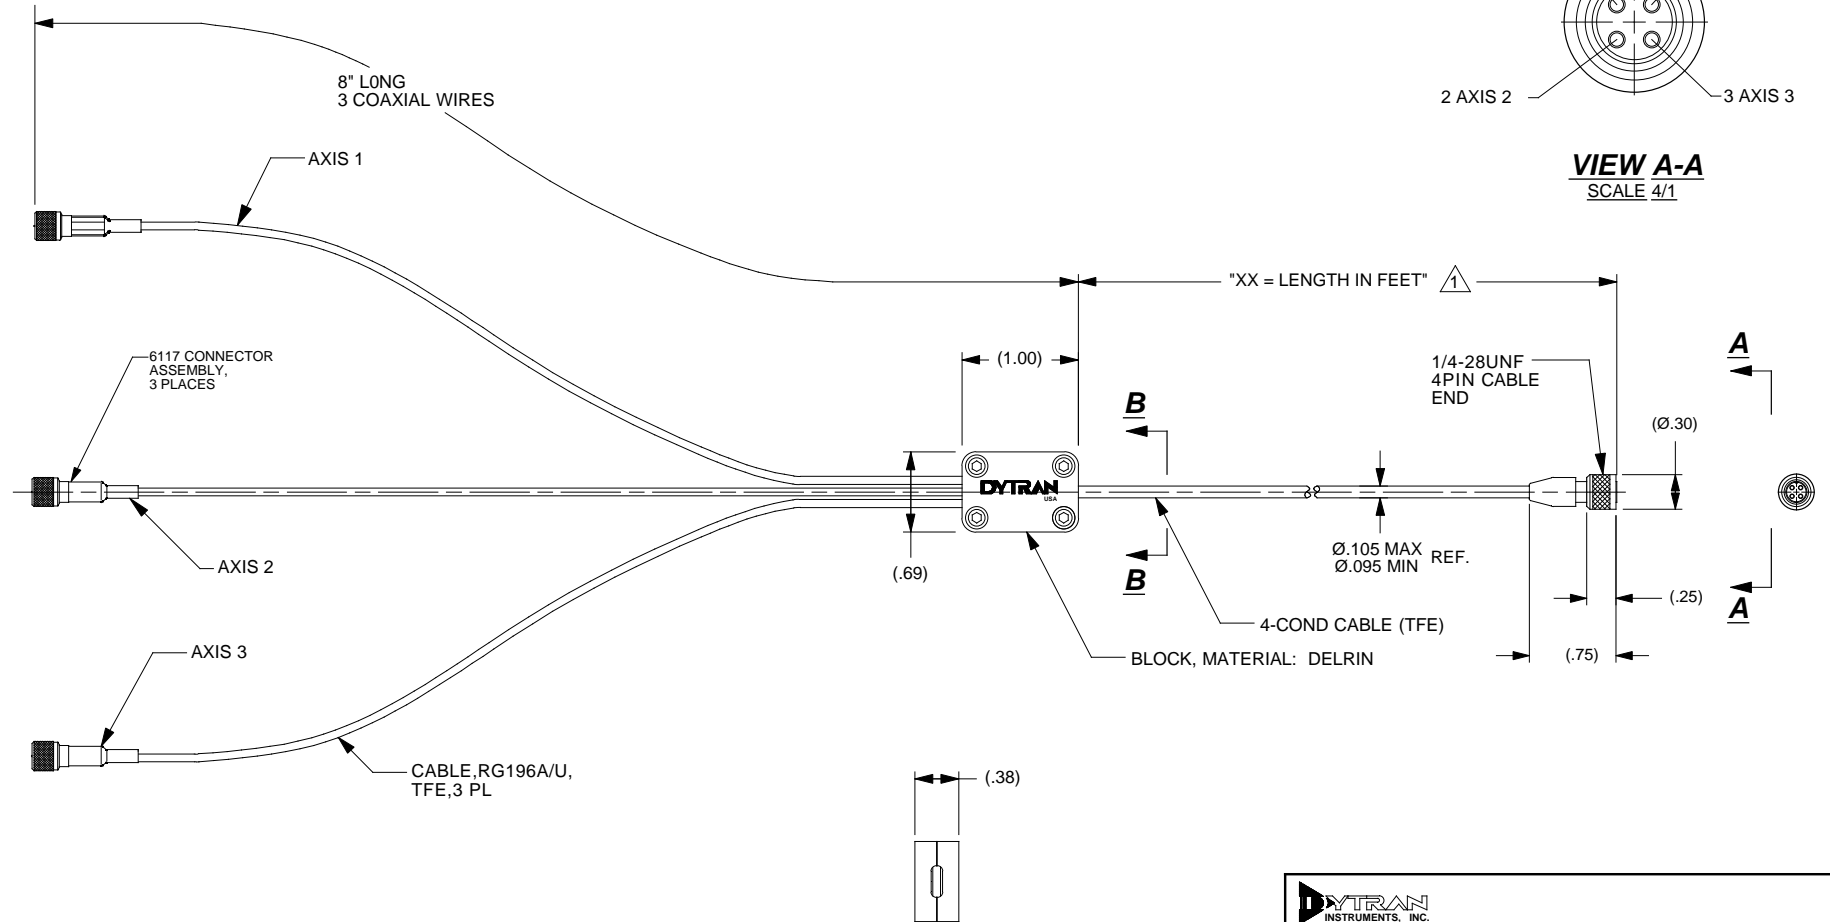 8" L0NG
3 COAXIAL WIRES
2 AXIS 2
3 AXIS 3
VIEW A-A
SCALE 4/1
AXIS 1
"XX = LENGTH IN FEET" 1
6117 CONNECTOR
ASSEMBLY,
3 PLACES
(1.00)
1/4-28UNF
4PIN CABLE
END
A
B
(Ø.30)
DYTRAN
USA
AXIS 2
(.69)
Ø.105 MAX
Ø.095 MIN
REF.
B
(.25)
A
4-COND CABLE (TFE)
AXIS 3
BLOCK, MATERIAL: DELRIN
(.75)
CABLE,RG196A/U,
TFE,3 PL
(.38)
DYTRAN
INSTRUMENTS, INC.